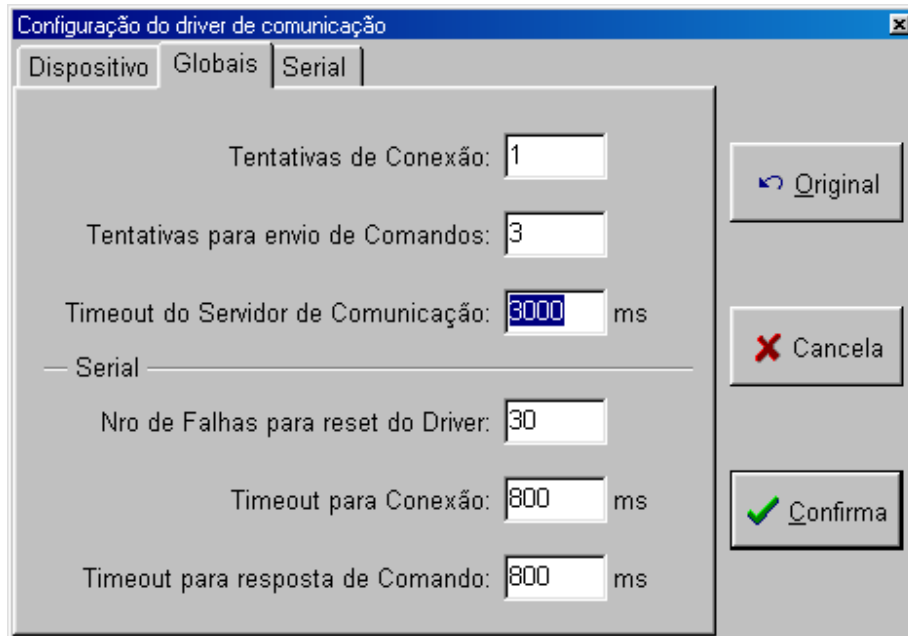 Configuração do driver de comunicação
Dispositivo Globais Serial
Tentativas de Conexão: 1
Original
Tentativas para envio de Comandos: 3
Timeout do Servidor de Comunicação: 3000 ms
Cancela
Serial
Nro de Falhas para reset do Driver: 30
Timeout para Conexão: 800 ms
Confirma
Timeout para resposta de Comando: 800 ms